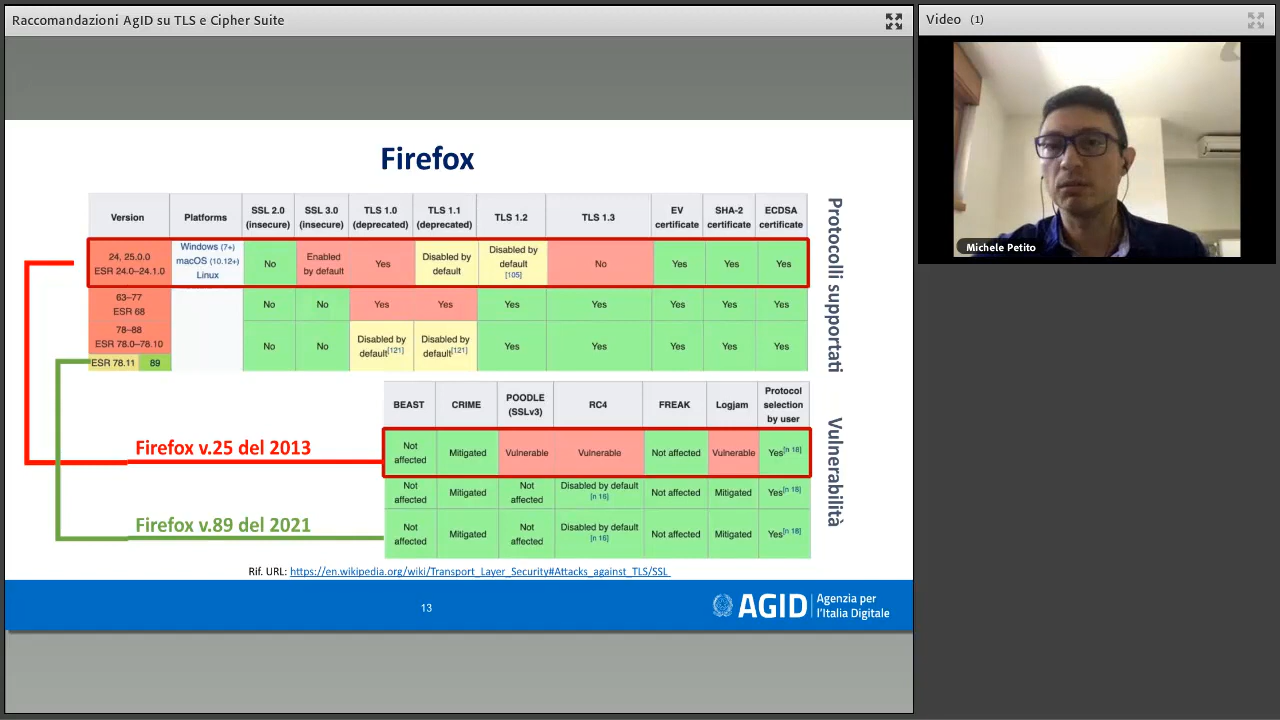 Raccomandazioni AgID su TLS e Cipher Suite
Video (1)
Michele Petito
Firefox
Version Platforms SSL 2.0 (insecure) SSL 3.0 (insecure) TLS 1.0 (deprecated) TLS 1.1 (deprecated) TLS 1.2 TLS 1.3 EV certificate SHA-2 certificate ECDSA certificate
24, 25.0.0 ESR 24.0–24.1.0 Windows (7+) macOS (10.12+) Linux No Enabled by default Yes Disabled by default Disabled by default [105] No Yes Yes Yes
63–77 ESR 68 No No Yes Yes Yes Yes Yes Yes Yes
78–88 ESR 78.0–78.10 No No Disabled by default[121] Disabled by default[121] Yes Yes Yes Yes Yes
ESR 78.11 89
Protocolli supportati
BEAST CRIME POODLE (SSLv3) RC4 FREAK Logjam Protocol selection by user
Not affected Mitigated Vulnerable Vulnerable Not affected Vulnerable Yes[n 18]
Not affected Mitigated Not affected Disabled by default [n 16] Not affected Mitigated Yes[n 18]
Not affected Mitigated Not affected Disabled by default [n 16] Not affected Mitigated Yes[n 18]
Vulnerabilità
Firefox v.25 del 2013
Firefox v.89 del 2021
Rif. URL: https://en.wikipedia.org/wiki/Transport_Layer_Security#Attacks_against_TLS/SSL
13
AGID
Agenzia per
l'Italia Digitale